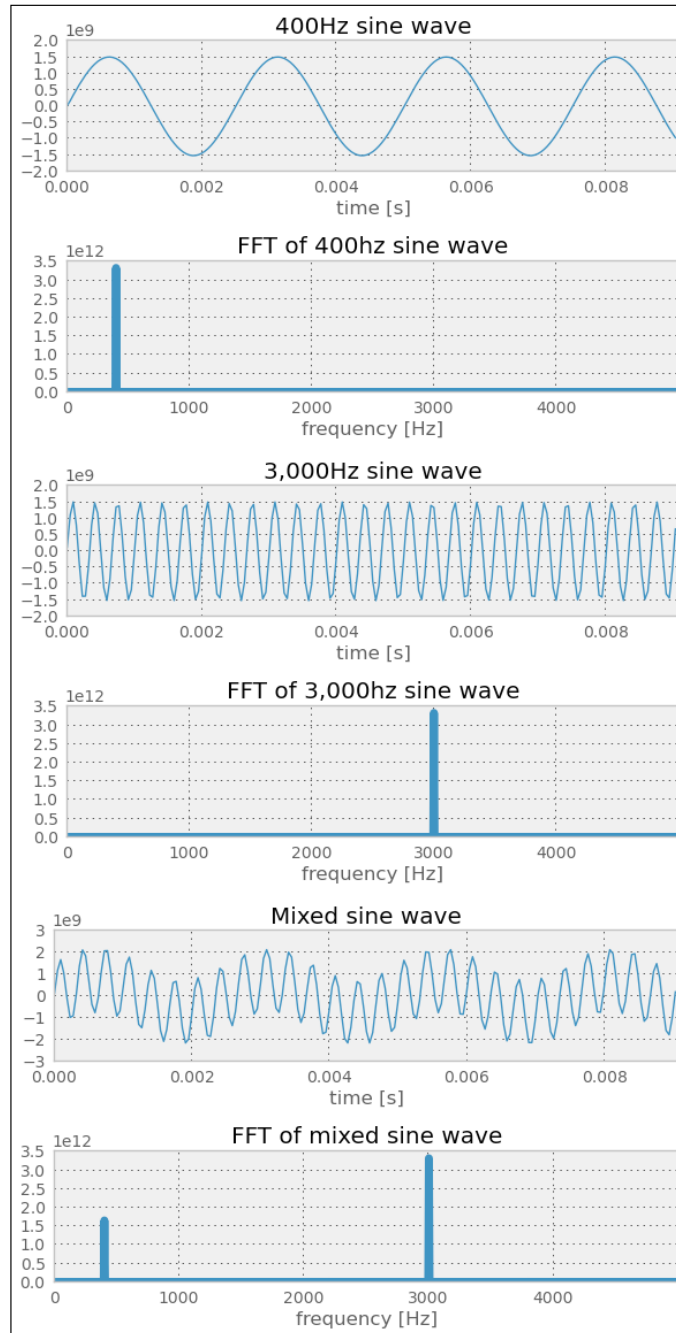 400Hz sine wave
1e9
2.0
1.5
1.0
0.5
0.0
−0.5
−1.0
−1.5
−2.0
0.000 0.002 0.004 0.006 0.008
time [s]
FFT of 400hz sine wave
1e12
3.5
3.0
2.5
2.0
1.5
1.0
0.5
0.0
0 1000 2000 3000 4000
frequency [Hz]
3,000Hz sine wave
1e9
2.0
1.5
1.0
0.5
0.0
−0.5
−1.0
−1.5
−2.0
0.000 0.002 0.004 0.006 0.008
time [s]
FFT of 3,000hz sine wave
1e12
3.5
3.0
2.5
2.0
1.5
1.0
0.5
0.0
0 1000 2000 3000 4000
frequency [Hz]
Mixed sine wave
1e9
3
2
1
0
−1
−2
−3
0.000 0.002 0.004 0.006 0.008
time [s]
FFT of mixed sine wave
1e12
3.5
3.0
2.5
2.0
1.5
1.0
0.5
0.0
0 1000 2000 3000 4000
frequency [Hz]